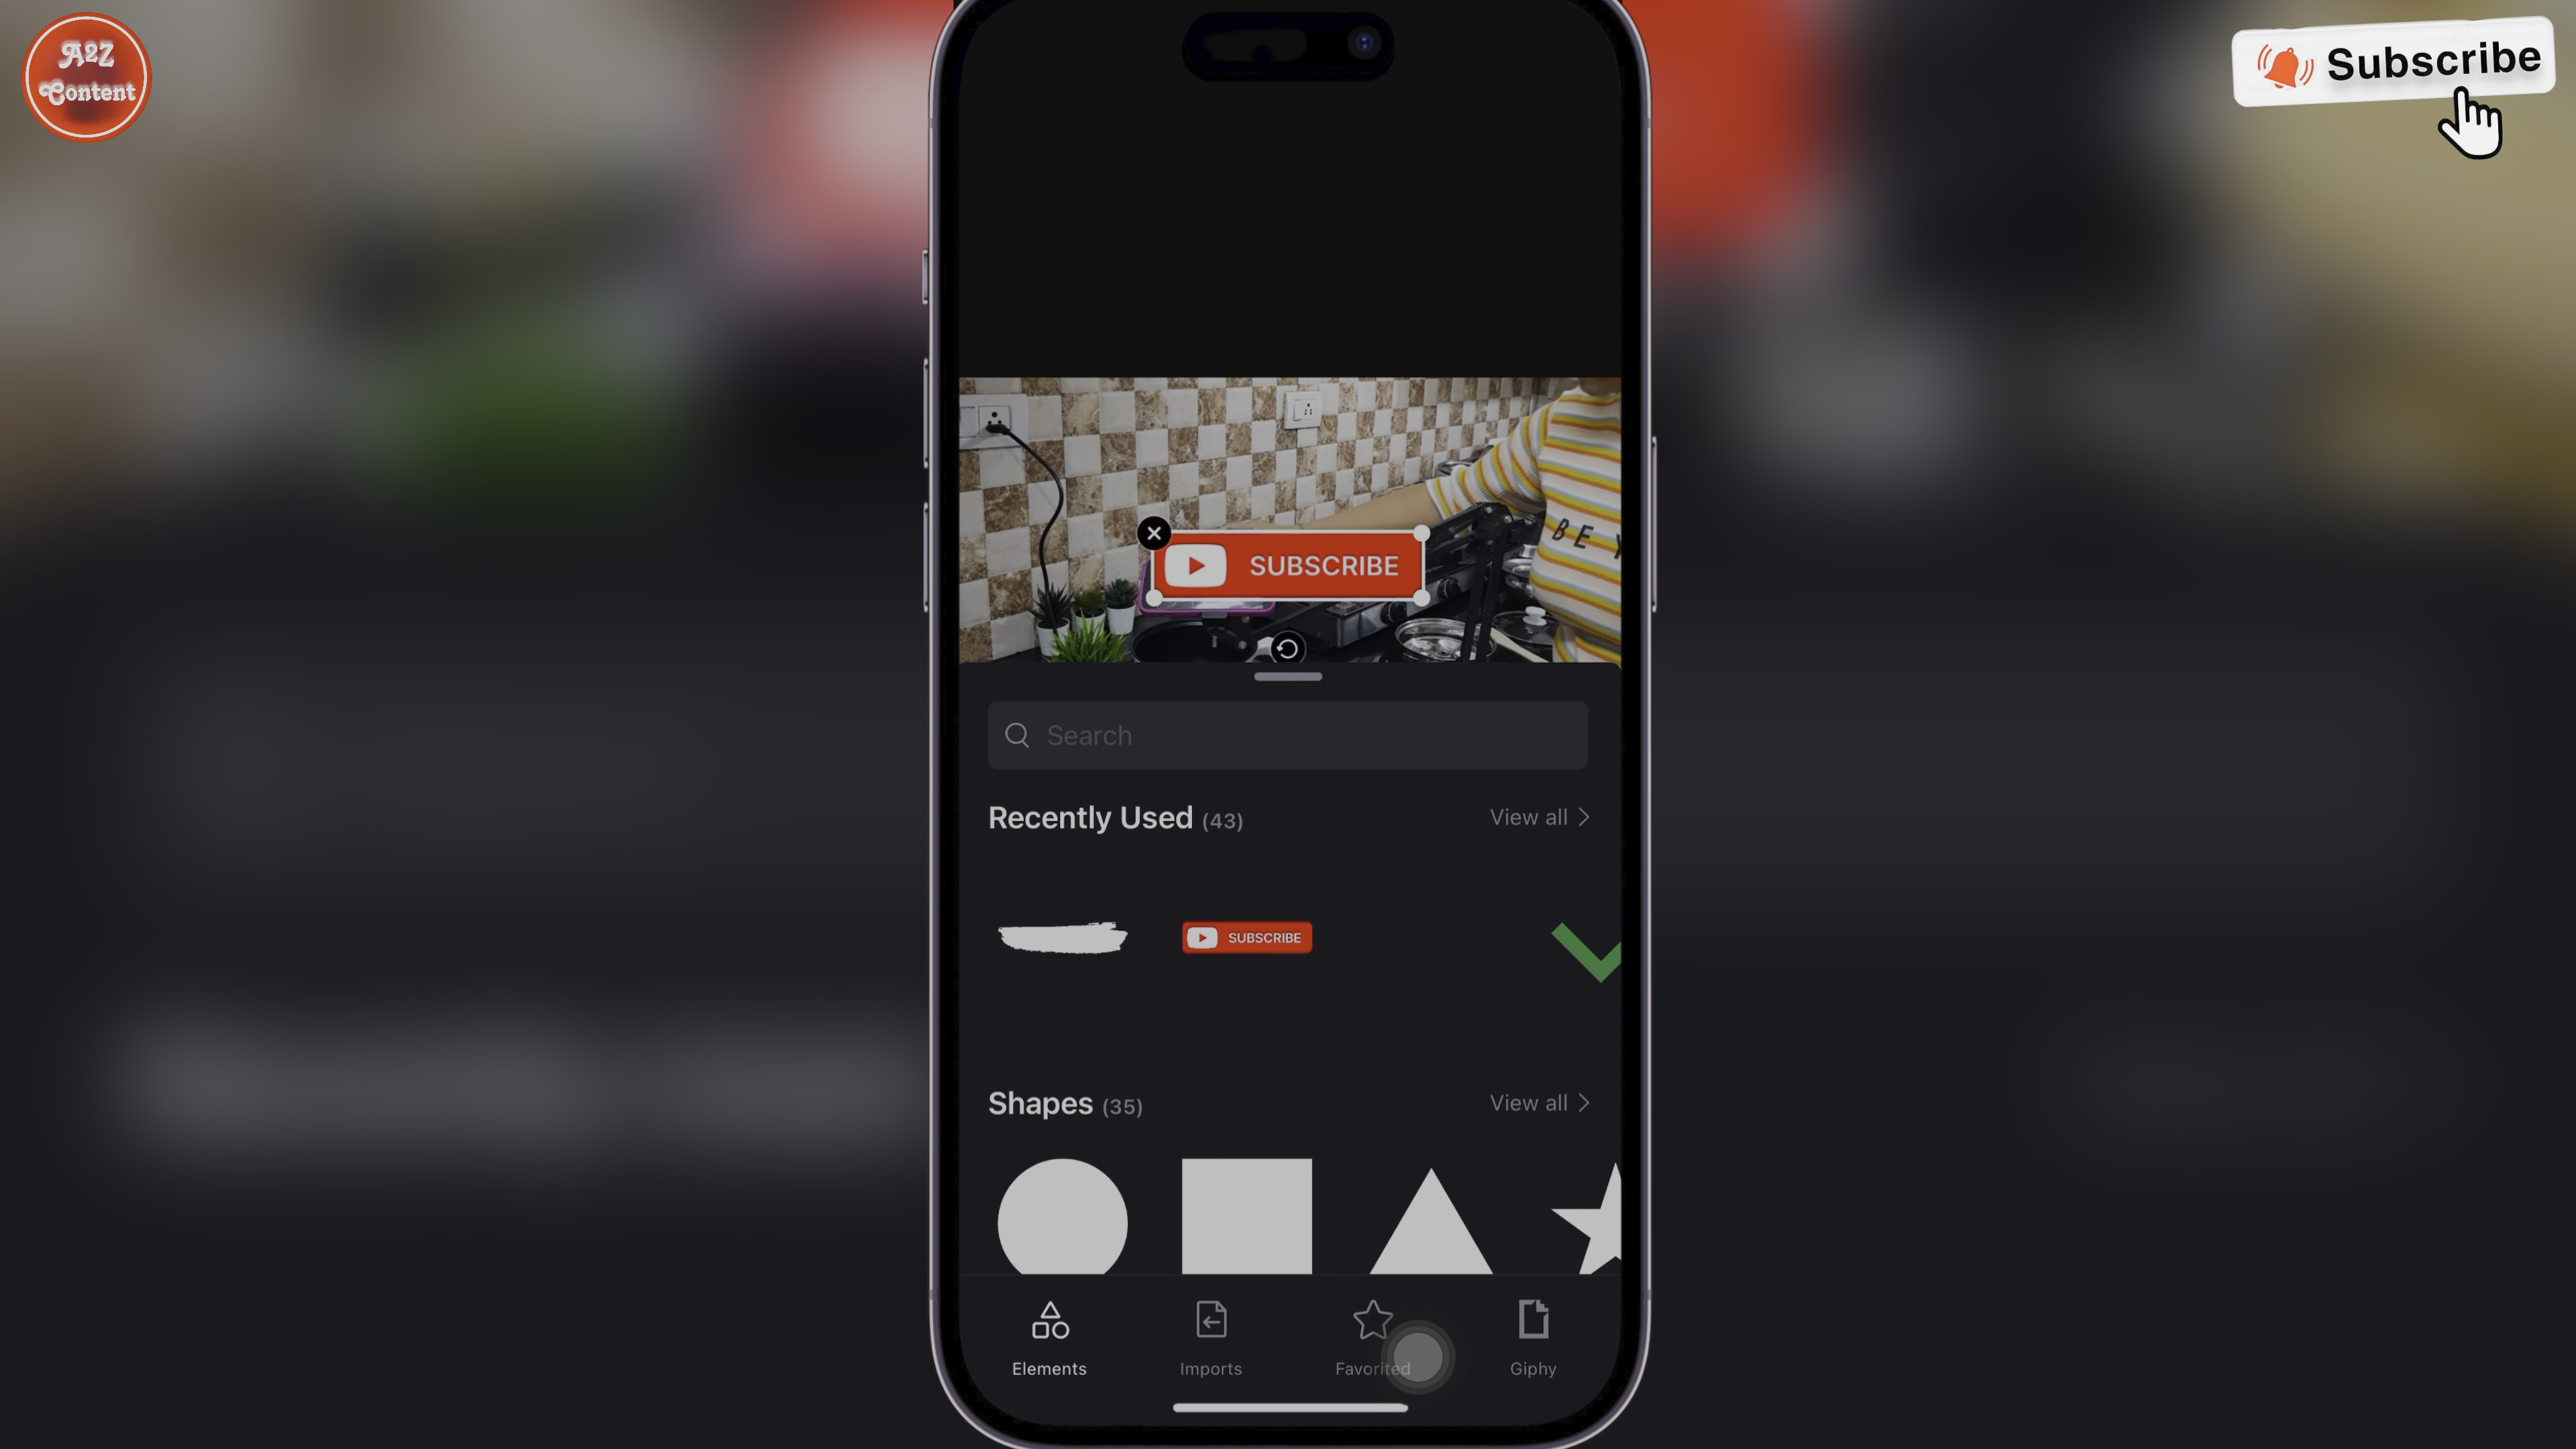 A2Z
Content
Subscribe
BE Y
SUBSCRIBE
Search
Recently Used (43)
View all
SUBSCRIBE
Shapes (35)
View all
Elements
Imports
Favorited
Giphy